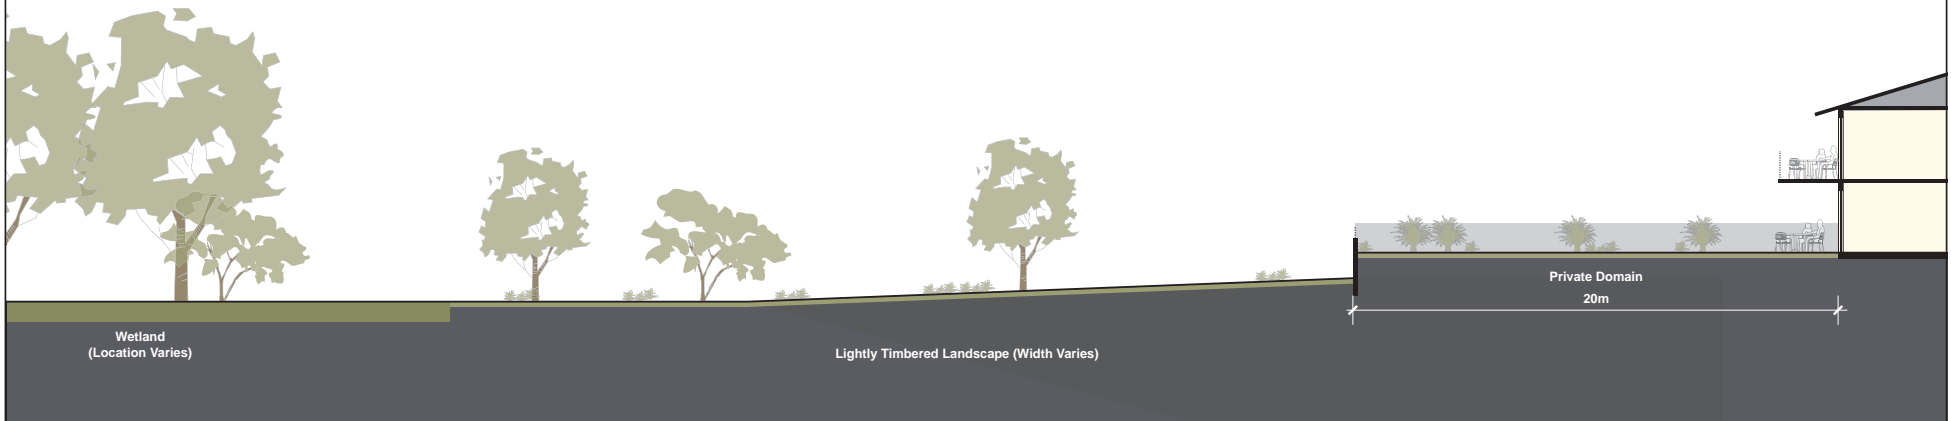 Wetland
(Location Varies)
Lightly Timbered Landscape (Width Varies)
Private Domain
20m